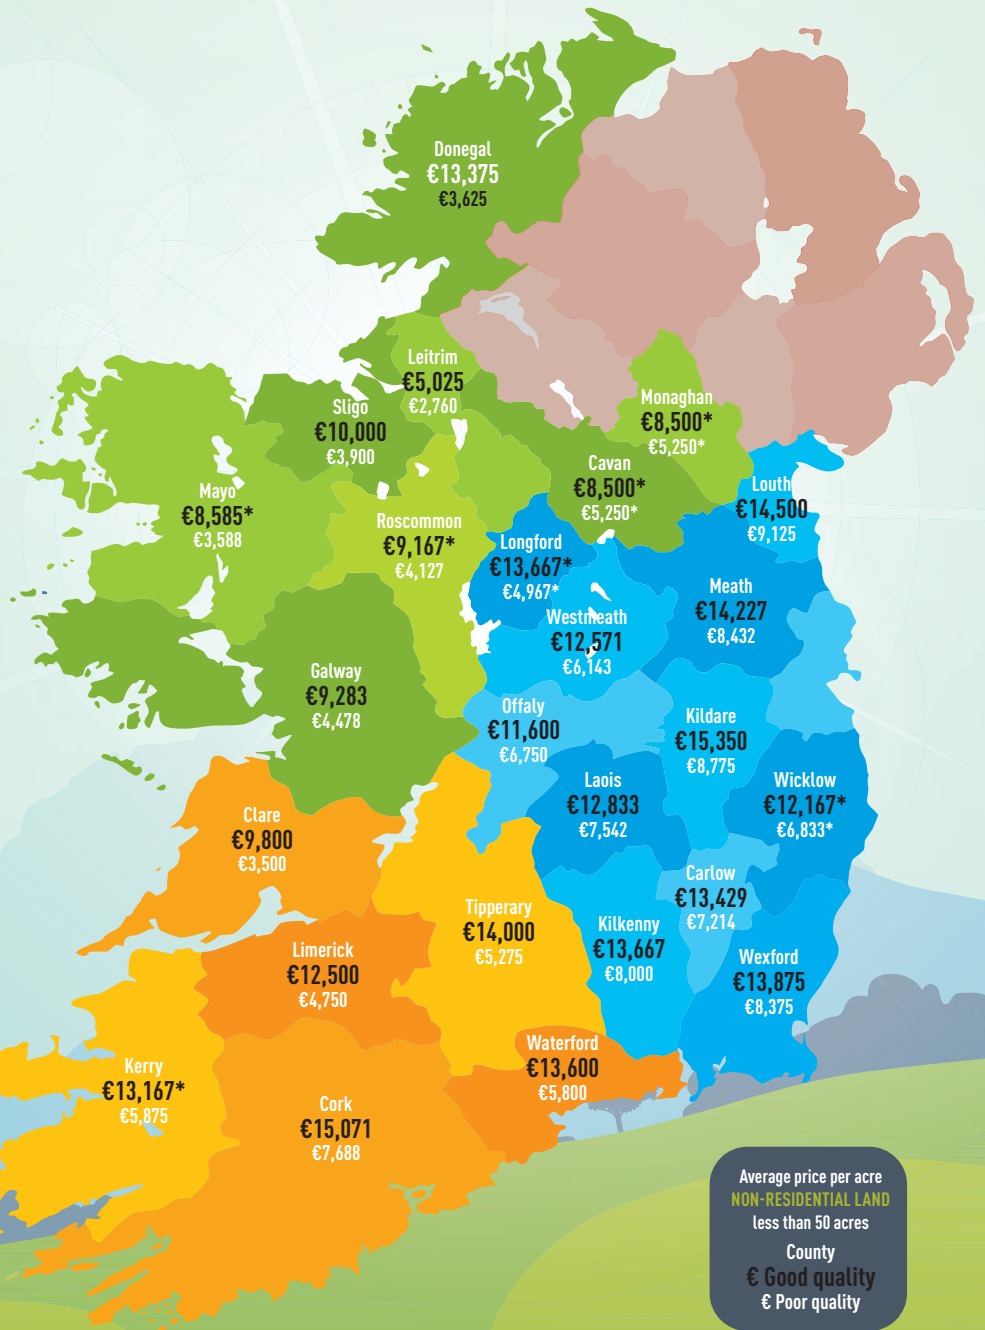 Donegal
€13,375
€3,625
Leitrim
€5,025
€2,760
Sligo
€10,000
€3,900
Monaghan
€8,500*
€5,250*
Cavan
€8,500*
€5,250*
Louth
€14,500
€9,125
Mayo
€8,585*
€3,588
Roscommon
€9,167*
€4,127
Longford
€13,667*
€4,967*
Meath
€14,227
€8,432
Westmeath
€12,571
€6,143
Galway
€9,283
€4,478
Offaly
€11,600
€6,750
Kildare
€15,350
€8,775
Laois
€12,833
€7,542
Wicklow
€12,167*
€6,833*
Clare
€9,800
€3,500
Carlow
€13,429
€7,214
Tipperary
€14,000
€5,275
Kilkenny
€13,667
€8,000
Limerick
€12,500
€4,750
Wexford
€13,875
€8,375
Waterford
€13,600
€5,800
Kerry
€13,167*
€5,875
Cork
€15,071
€7,688
Average price per acre
NON-RESIDENTIAL LAND
less than 50 acres
County
€ Good quality
€ Poor quality